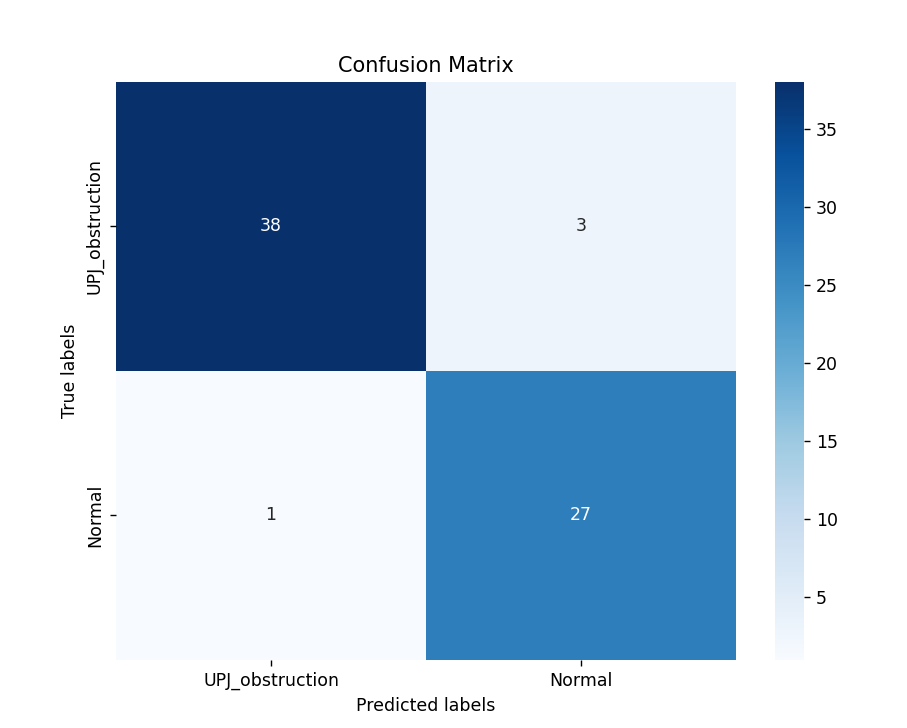 Confusion Matrix
True labels
UPJ_obstruction
Normal
38
3
1
27
UPJ_obstruction
Normal
Predicted labels
35
30
25
20
15
10
5